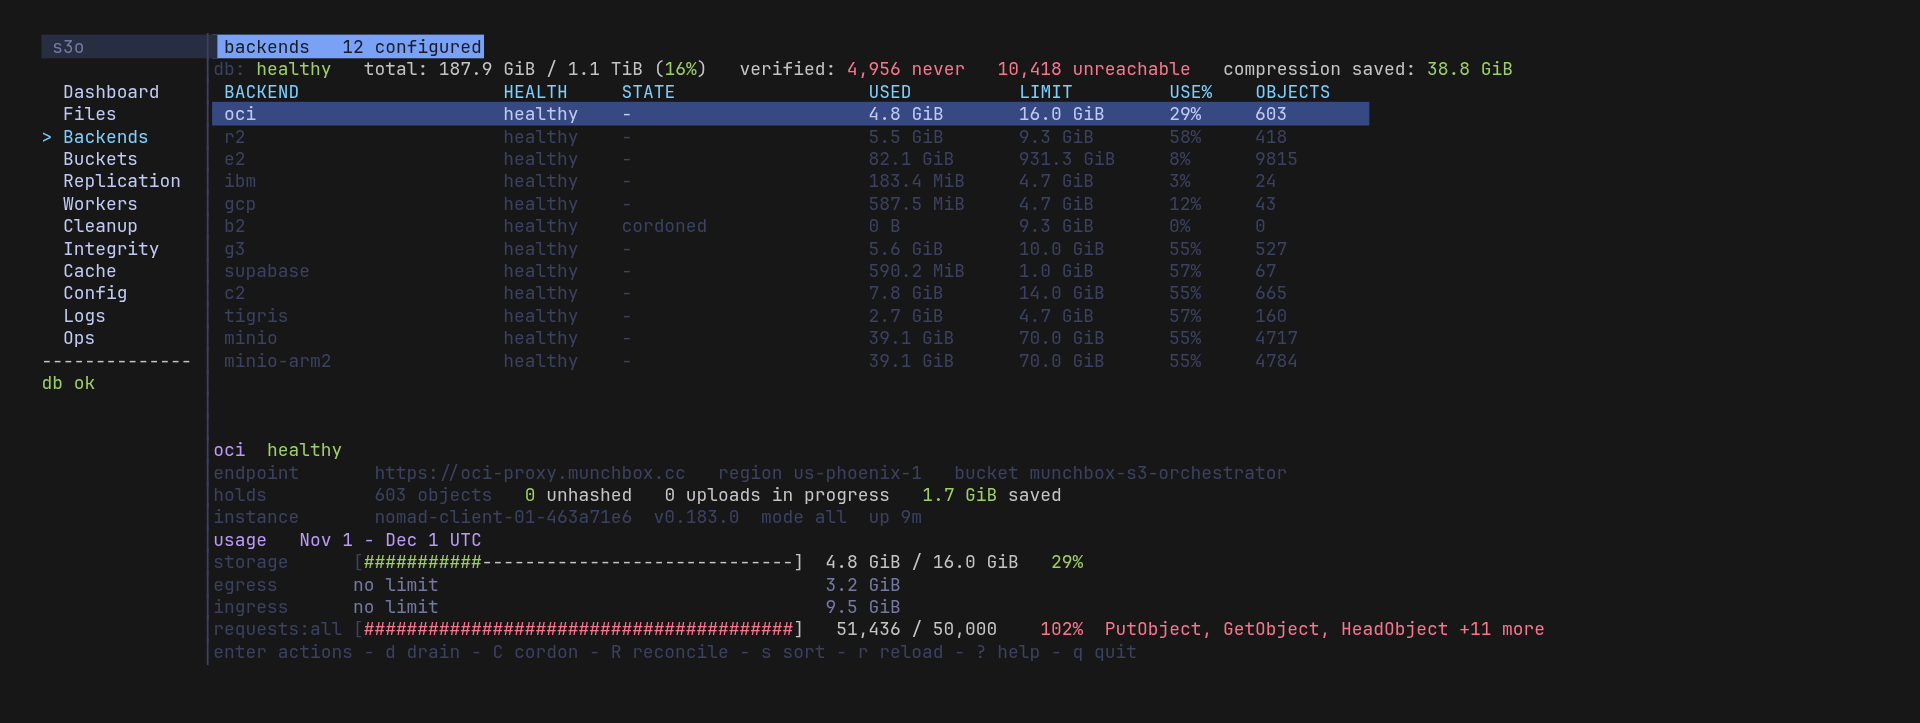 s3o
backends 12 configured
db: healthy total: 187.9 GiB / 1.1 TiB (16%) verified: 4,956 never 10,418 unreachable compression saved: 38.8 GiB
Dashboard
Files
> Backends
Buckets
Replication
Workers
Cleanup
Integrity
Cache
Config
Logs
Ops
--------------
db ok
BACKEND HEALTH STATE USED LIMIT USE% OBJECTS
oci healthy - 4.8 GiB 16.0 GiB 29% 603
r2 healthy - 5.5 GiB 9.3 GiB 58% 418
e2 healthy - 82.1 GiB 931.3 GiB 8% 9815
ibm healthy - 183.4 MiB 4.7 GiB 3% 24
gcp healthy - 587.5 MiB 4.7 GiB 12% 43
b2 healthy cordoned 0 B 9.3 GiB 0% 0
g3 healthy - 5.6 GiB 10.0 GiB 55% 527
supabase healthy - 590.2 MiB 1.0 GiB 57% 67
c2 healthy - 7.8 GiB 14.0 GiB 55% 665
tigris healthy - 2.7 GiB 4.7 GiB 57% 160
minio healthy - 39.1 GiB 70.0 GiB 55% 4717
minio-arm2 healthy - 39.1 GiB 70.0 GiB 55% 4784
oci healthy
endpoint https://oci-proxy.munchbox.cc region us-phoenix-1 bucket munchbox-s3-orchestrator
holds 603 objects 0 unhashed 0 uploads in progress 1.7 GiB saved
instance nomad-client-01-463a71e6 v0.183.0 mode all up 9m
usage Nov 1 - Dec 1 UTC
storage [###########-----------------------------] 4.8 GiB / 16.0 GiB 29%
egress no limit 3.2 GiB
ingress no limit 9.5 GiB
requests:all [########################################] 51,436 / 50,000 102% PutObject, GetObject, HeadObject +11 more
enter actions - d drain - C cordon - R reconcile - s sort - r reload - ? help - q quit